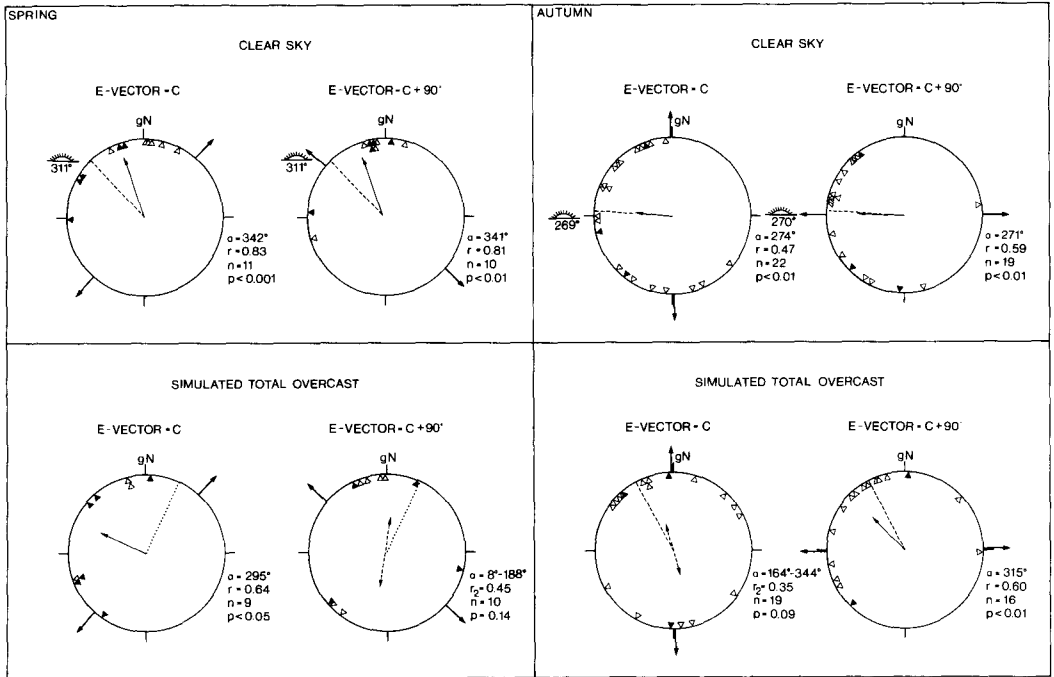 SPRING
CLEAR SKY
E-VECTOR = C
gN
311°
α = 342°
r = 0.83
n = 11
p < 0.001
E-VECTOR = C + 90°
gN
311°
α = 341°
r = 0.81
n = 10
p < 0.01
AUTUMN
CLEAR SKY
E-VECTOR = C
gN
269°
α = 274°
r = 0.47
n = 22
p < 0.01
E-VECTOR = C + 90°
gN
270°
α = 271°
r = 0.59
n = 19
p < 0.01
SIMULATED TOTAL OVERCAST
E-VECTOR = C
gN
α = 295°
r = 0.64
n = 9
p < 0.05
E-VECTOR = C + 90°
gN
α = 8°-188°
r₂ = 0.45
n = 10
p = 0.14
SIMULATED TOTAL OVERCAST
E-VECTOR = C
gN
α = 164°-344°
r₂ = 0.35
n = 19
p = 0.09
E-VECTOR = C + 90°
gN
α = 315°
r = 0.60
n = 16
p < 0.01